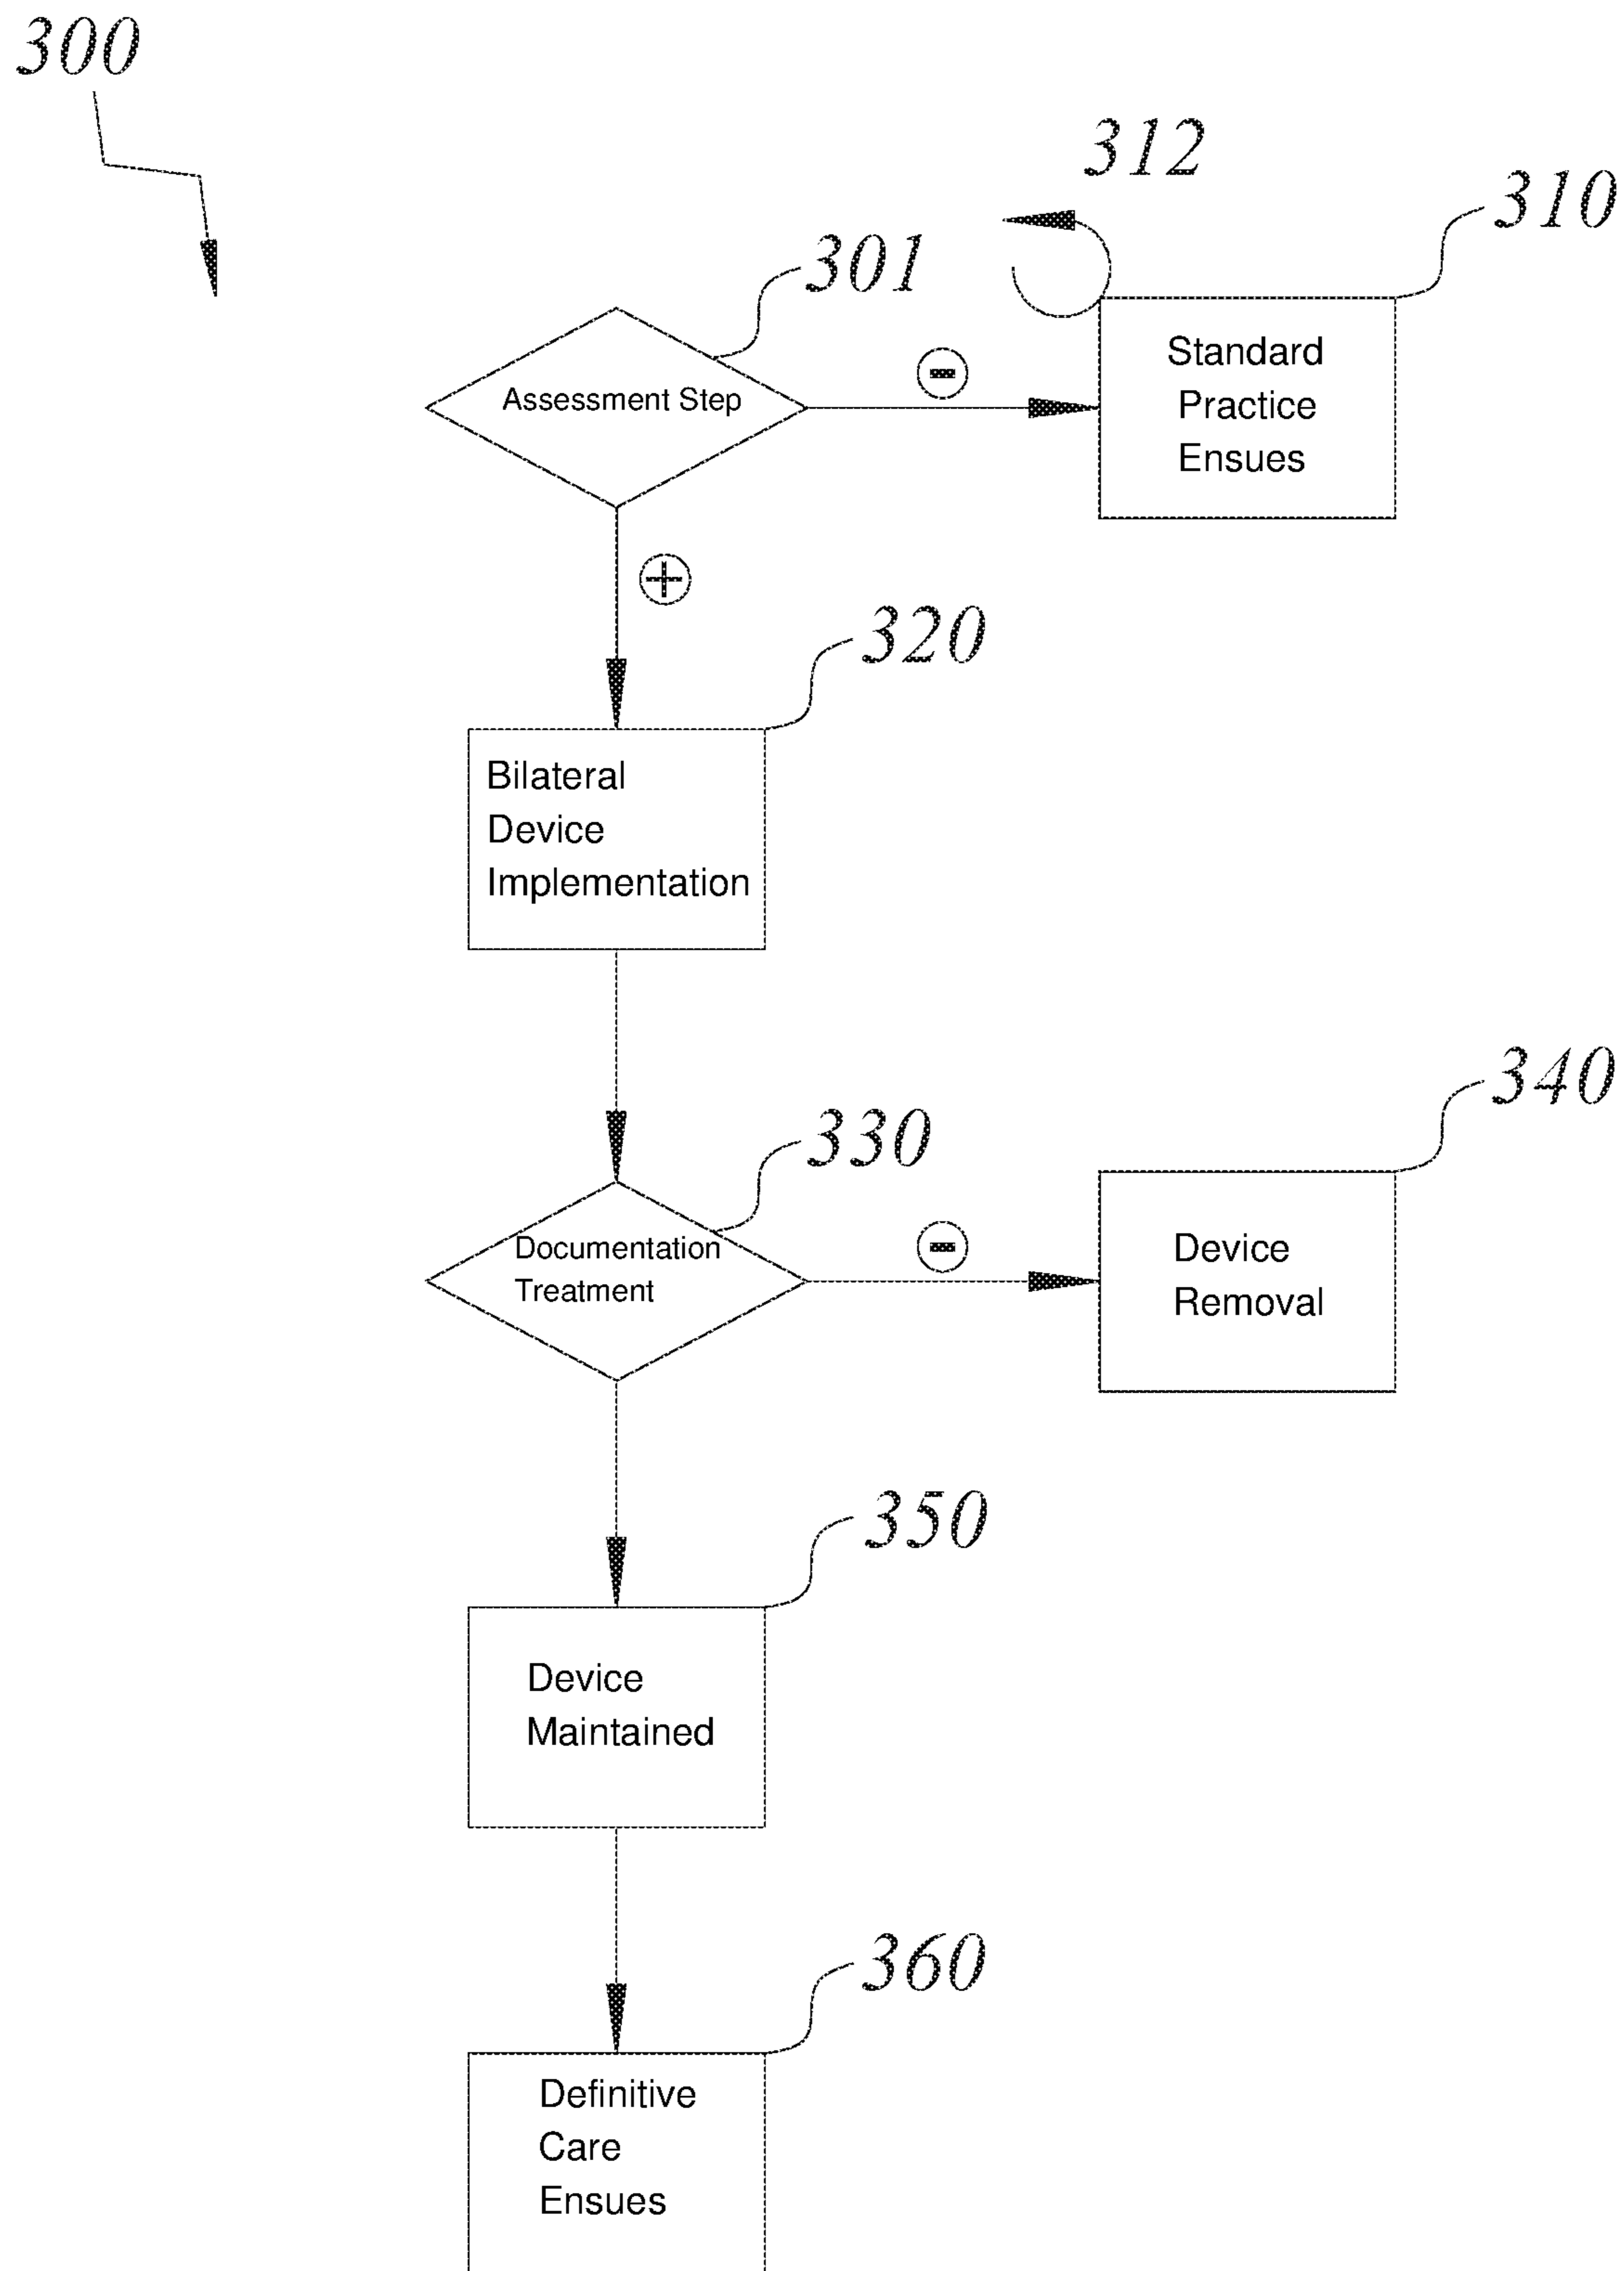 300
312
310
301
Standard
Practice
Ensues
-
Assessment Step
+
320
Bilateral
Device
Implementation
340
330
-
Documentation
Treatment
Device
Removal
350
Device
Maintained
360
Definitive
Care
Ensues